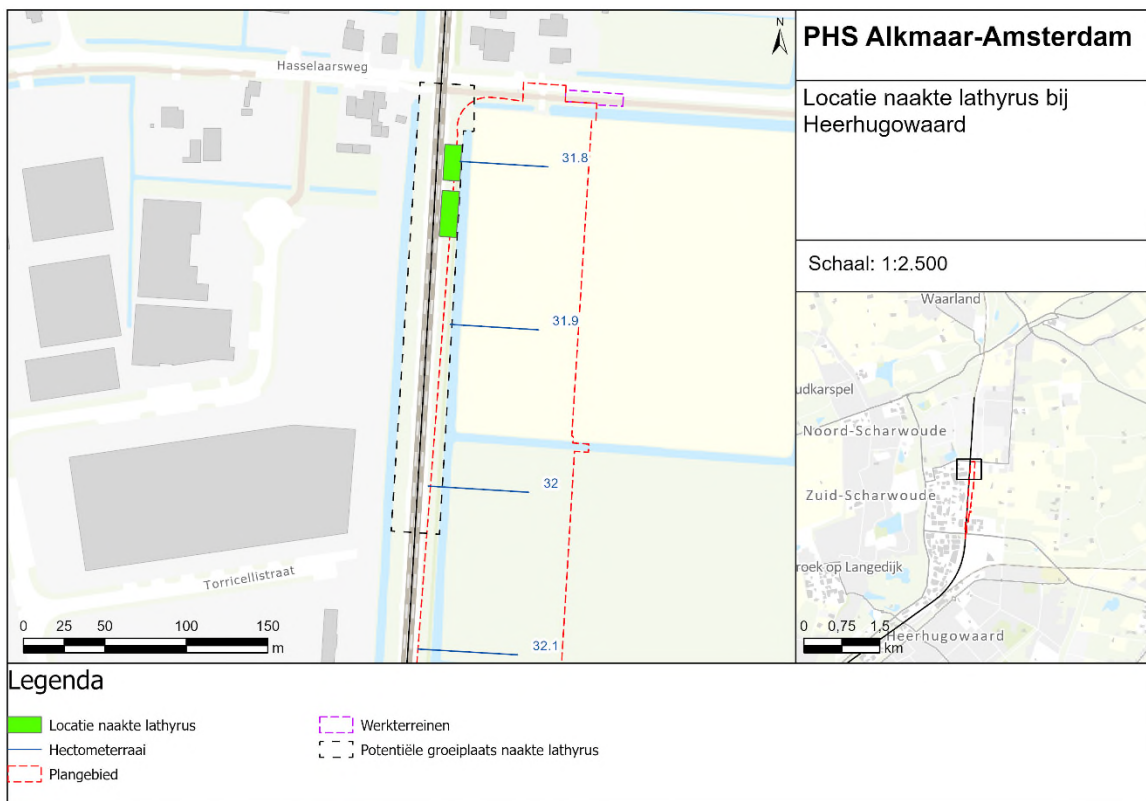 PHS Alkmaar-Amsterdam
Locatie naakte lathyrus bij
Heerhugowaard
Schaal: 1:2.500
N
Hasselaarsweg
31.8
31.9
32
32.1
Torricellistraat
0 25 50 100 150
m
Waarland
udkarspel
Noord-Scharwoude
Zuid-Scharwoude
roek op Langedijk
Heerhugowaard
0 0,75 1,5
km
Legenda
Locatie naakte lathyrus
Hectometerraai
Plangebied
Werkterreinen
Potentiële groeiplaats naakte lathyrus